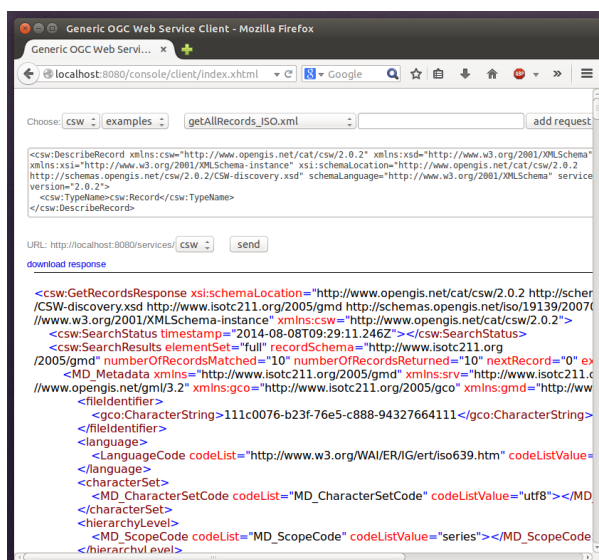 Generic OGC Web Service Client - Mozilla Firefox
Generic OGC Web Servi...
localhost:8080/console/client/index.xhtml Google
Choose: csw examples getAllRecords_ISO.xml add request
<csw:DescribeRecord xmlns:csw="http://www.opengis.net/cat/csw/2.0.2" xmlns:xsd="http://www.w3.org/2001/XMLSchema"
xmlns:xsi="http://www.w3.org/2001/XMLSchema-instance" xsi:schemaLocation="http://www.opengis.net/cat/csw/2.0.2
http://schemas.opengis.net/csw/2.0.2/CSW-discovery.xsd" schemaLanguage="http://www.w3.org/2001/XMLSchema" service
version="2.0.2">
<csw:TypeName>csw:Record</csw:TypeName>
</csw:DescribeRecord>
URL: http://localhost:8080/services/ csw send
download response
<csw:GetRecordsResponse xsi:schemaLocation="http://www.opengis.net/cat/csw/2.0.2 http://scher
/CSW-discovery.xsd http://www.isotc211.org/2005/gmd http://schemas.opengis.net/iso/19139/2007(
//www.w3.org/2001/XMLSchema-instance" xmlns:csw="http://www.opengis.net/cat/csw/2.0.2">
<csw:SearchStatus timestamp="2014-08-08T09:29:11.246Z"></csw:SearchStatus>
<csw:SearchResults elementSet="full" recordSchema="http://www.isotc211.org
/2005/gmd" numberOfRecordsMatched="10" numberOfRecordsReturned="10" nextRecord="0" ex
<MD_Metadata xmlns="http://www.isotc211.org/2005/gmd" xmlns:srv="http://www.isotc211.c
//www.opengis.net/gml/3.2" xmlns:gco="http://www.isotc211.org/2005/gco" xmlns:gmd="http://ww
<fileIdentifier>
<gco:CharacterString>111c0076-b23f-76e5-c888-94327664111</gco:CharacterString>
</fileIdentifier>
<language>
<LanguageCode codeList="http://www.w3.org/WAI/ER/IG/ert/iso639.htm" codeListValue=
</language>
<characterSet>
<MD_CharacterSetCode codeList="MD_CharacterSetCode" codeListValue="utf8"></MD_
</characterSet>
<hierarchyLevel>
<MD_ScopeCode codeList="MD_ScopeCode" codeListValue="series"></MD_ScopeCode
</hierarchyLevel>